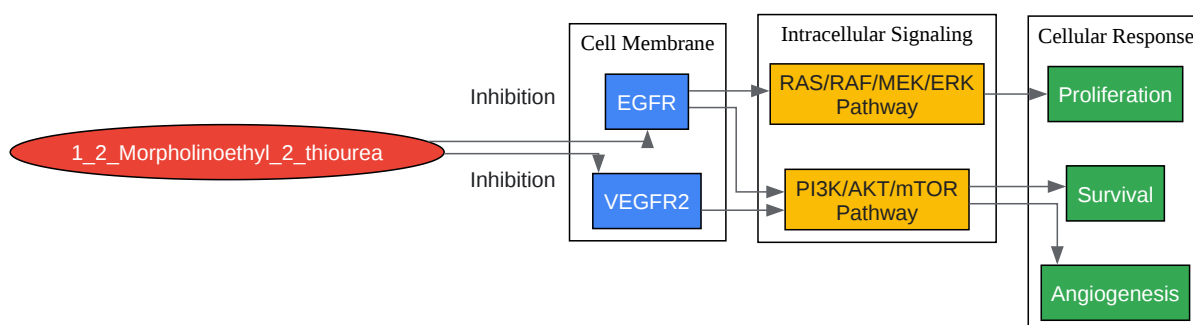 Cell Membrane
Intracellular Signaling
Cellular Response
Inhibition
EGFR
RAS/RAF/MEK/ERK
Pathway
Proliferation
1_2_Morpholinoethyl_2_thiourea
Inhibition
VEGFR2
PI3K/AKT/mTOR
Pathway
Survival
Angiogenesis